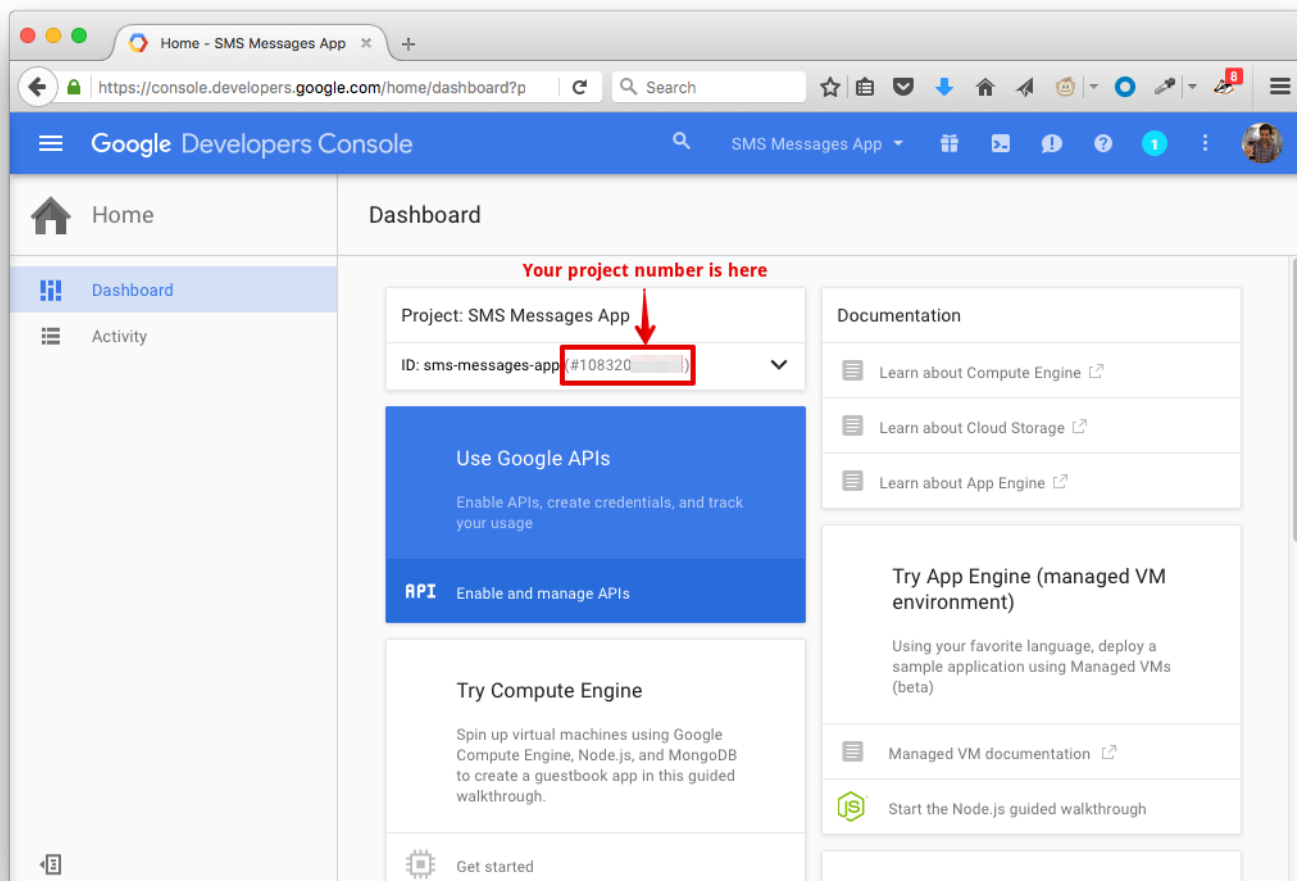 Home - SMS Messages App
https://console.developers.google.com/home/dashboard?p
Search
8
Google Developers Console
SMS Messages App
1
Home
Dashboard
Dashboard
Activity
Your project number is here
Project: SMS Messages App
ID: sms-messages-app (#108320 )
Use Google APIs
Enable APIs, create credentials, and track
your usage
API Enable and manage APIs
Try Compute Engine
Spin up virtual machines using Google
Compute Engine, Node.js, and MongoDB
to create a guestbook app in this guided
walkthrough.
Get started
Documentation
Learn about Compute Engine
Learn about Cloud Storage
Learn about App Engine
Try App Engine (managed VM
environment)
Using your favorite language, deploy a
sample application using Managed VMs
(beta)
Managed VM documentation
JS Start the Node.js guided walkthrough